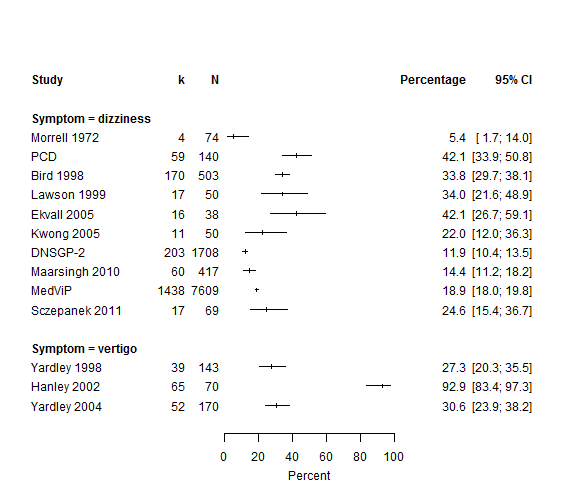 Study k N Percentage 95% CI
Symptom = dizziness
Morrell 1972 4 74 5.4 [ 1.7; 14.0]
PCD 59 140 42.1 [33.9; 50.8]
Bird 1998 170 503 33.8 [29.7; 38.1]
Lawson 1999 17 50 34.0 [21.6; 48.9]
Ekvall 2005 16 38 42.1 [26.7; 59.1]
Kwong 2005 11 50 22.0 [12.0; 36.3]
DNSGP-2 203 1708 11.9 [10.4; 13.5]
Maarsingh 2010 60 417 14.4 [11.2; 18.2]
MedViP 1438 7609 18.9 [18.0; 19.8]
Sczepanek 2011 17 69 24.6 [15.4; 36.7]
Symptom = vertigo
Yardley 1998 39 143 27.3 [20.3; 35.5]
Hanley 2002 65 70 92.9 [83.4; 97.3]
Yardley 2004 52 170 30.6 [23.9; 38.2]
0 20 40 60 80 100
Percent